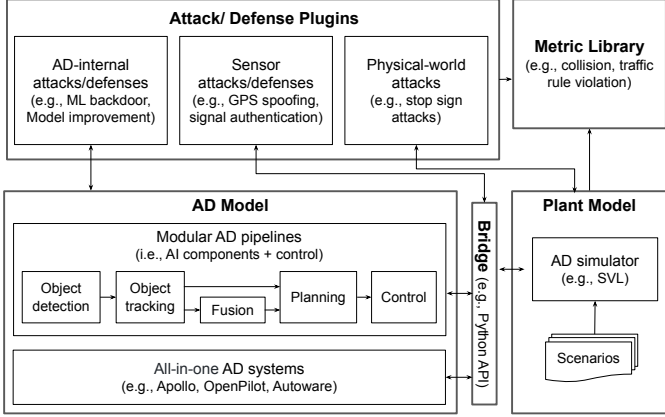 Attack/ Defense Plugins
AD-internal
attacks/defenses
(e.g., ML backdoor,
Model improvement)
Sensor
attacks/defenses
(e.g., GPS spoofing,
signal authentication)
Physical-world
attacks
(e.g., stop sign
attacks)
Metric Library
(e.g., collision, traffic
rule violation)
AD Model
Modular AD pipelines
(i.e., AI components + control)
Object
detection
Object
tracking
Fusion
Planning
Control
All-in-one AD systems
(e.g., Apollo, OpenPilot, Autoware)
Bridge
(e.g., Python API)
Plant Model
AD simulator
(e.g., SVL)
Scenarios